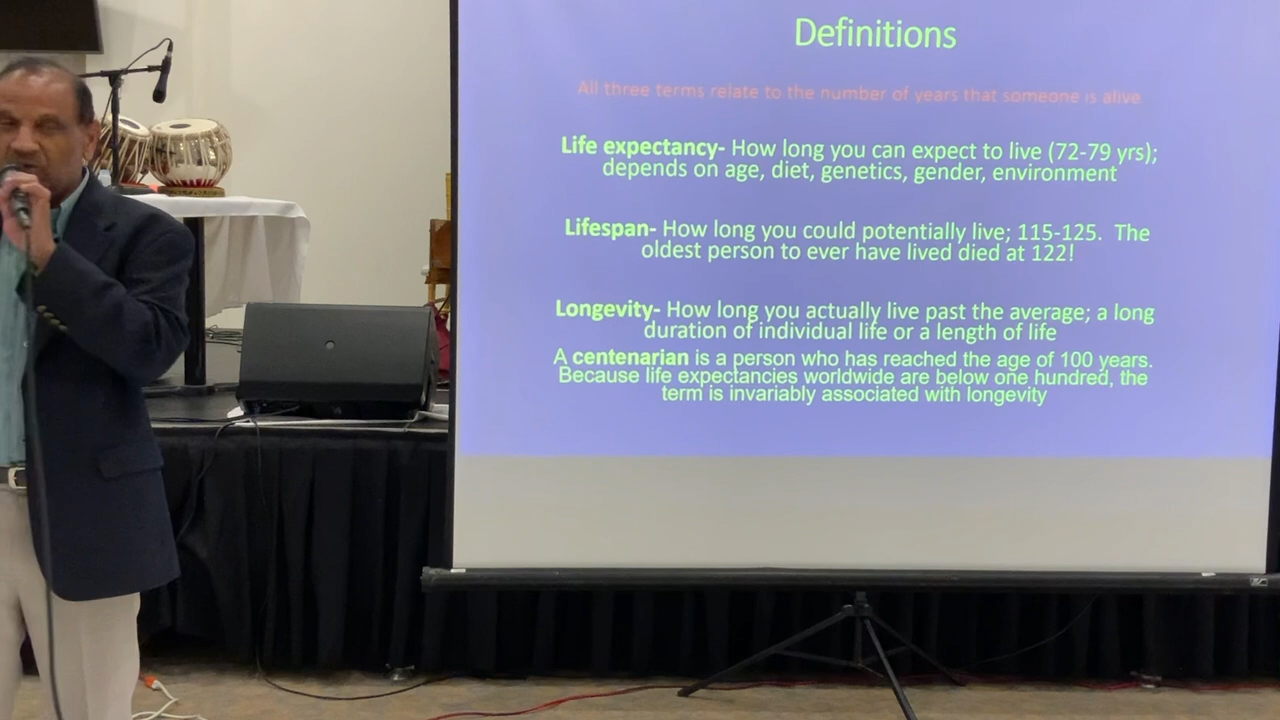 Definitions
All three terms relate to the number of years that someone is alive
Life expectancy- How long you can expect to live (72-79 yrs);
depends on age, diet, genetics, gender, environment
Lifespan- How long you could potentially live; 115-125. The
oldest person to ever have lived died at 122!
Longevity- How long you actually live past the average; a long
duration of individual life or a length of life
A centenarian is a person who has reached the age of 100 years.
Because life expectancies worldwide are below one hundred, the
term is invariably associated with longevity